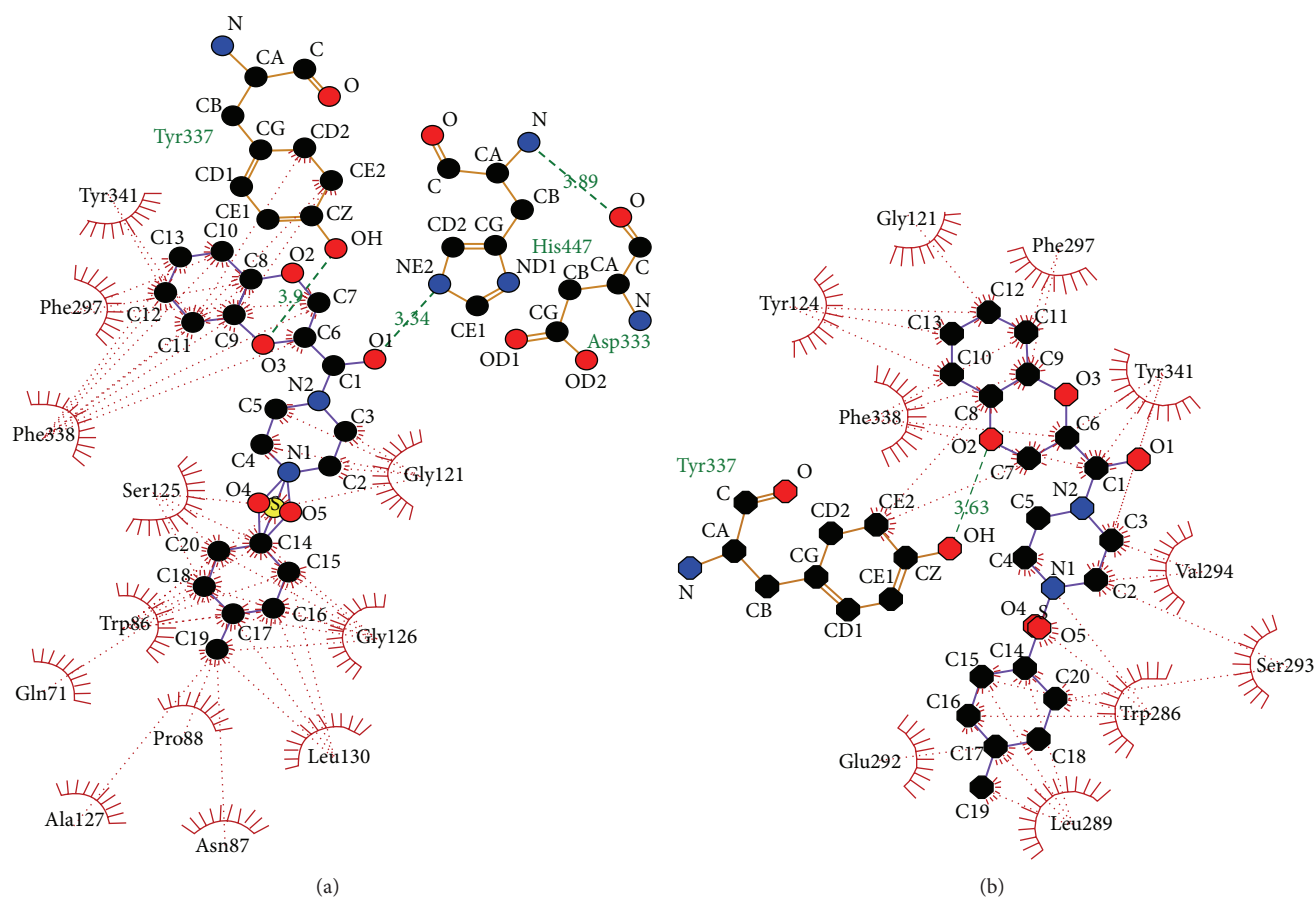 N
CA
C
O
CB
Tyr337
CG
CD2
CD1
CE2
CE1
CZ
OH
Tyr341
C13
C10
C8
O2
C7
3.9
Phe297
C12
C11
C9
O3
C6
O1
C1
Phe338
N2
C5
C3
C4
N1
C2
Gly121
Ser125
O4
S
O5
C14
C20
C15
C18
C16
Trp86
C19
C17
Gly126
Gln71
Pro88
Leu130
Ala127
Asn87
O
N
C
CA
3.89
CB
O
CD2
CG
His447
C
NE2
ND1
CB
CA
3.54
CE1
CG
N
OD1
Asp333
OD2
(a)
Gly121
Phe297
C12
Tyr124
C13
C11
C10
C9
Tyr341
O3
Phe338
C8
C6
O2
O1
C7
C1
Tyr337
O
C
CE2
3.63
C5
N2
CD2
OH
C3
CA
CG
CE1
CZ
C4
N1
Val294
N
C2
CB
CD1
O4
S
O5
C14
C15
C20
Ser293
C16
Trp286
Glu292
C17
C18
C19
Leu289
(b)